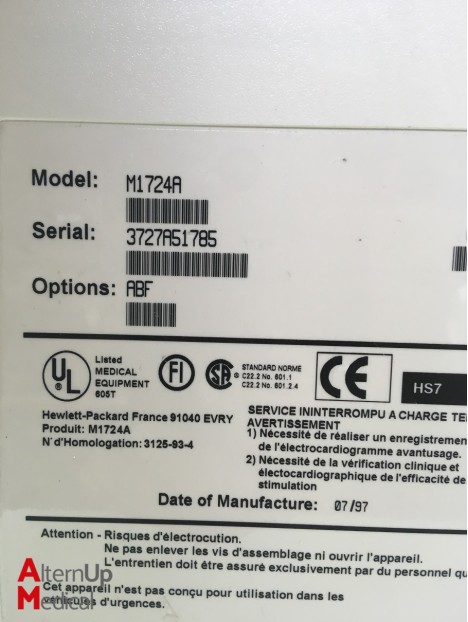 Model: M1724A
Serial: 3727A51785
Options: ABF
UL
Listed
MEDICAL
EQUIPMENT
605T
FI
SA
STANDARD NORME
C22.2 No. 601.1
C22.2 No. 601.2.4
CE
HS7
Hewlett-Packard France 91040 EVRY
Produit: M1724A
N°d'Homologation: 3125-93-4
SERVICE ININTERROMPU A CHARGE
AVERTISSEMENT
1) Nécessité de réaliser un enregistremen
de l'électrocardiogramme avantusage.
2) Nécessité de la vérification clinique et
électocardiographique de l'efficacité de
stimulation
Date of Manufacture: 07/97
Attention - Risques d'électrocution.
Ne pas enlever les vis d'assemblage ni ouvrir l'appareil.
L'entretien doit être assuré exclusivement par du personnel
Cet appareil n'est pas conçu pour utilisation dans les
véhicules d'urgences.
AlternUp
Medical